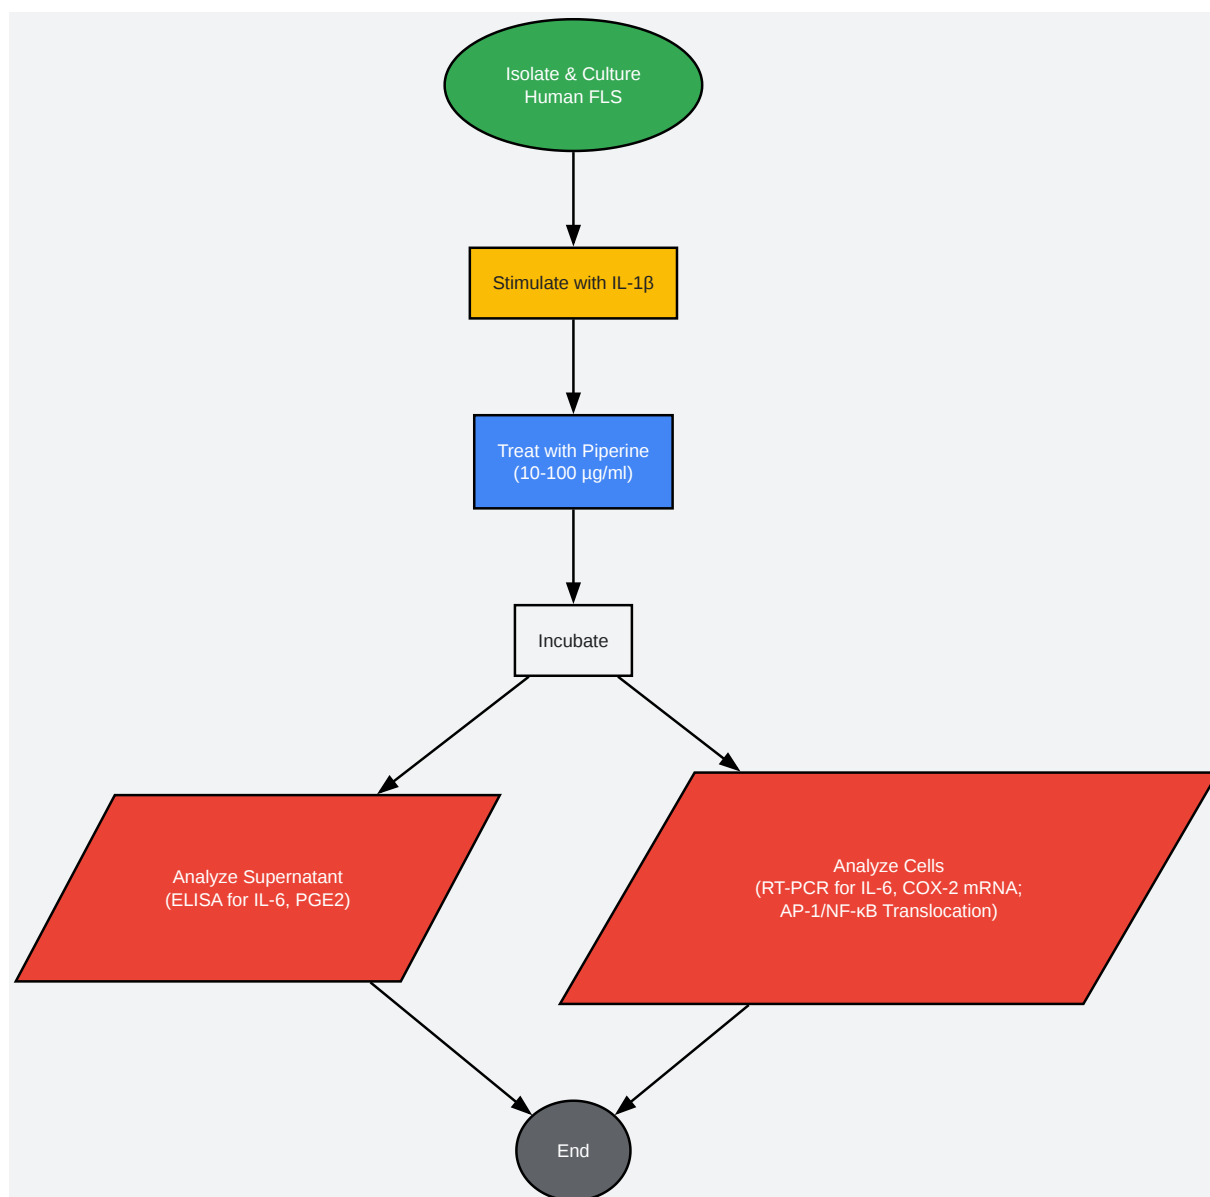 Isolate & Culture
Human FLS
Stimulate with IL-1β
Treat with Piperine
(10-100 µg/ml)
Incubate
Analyze Supernatant
(ELISA for IL-6, PGE2)
Analyze Cells
(RT-PCR for IL-6, COX-2 mRNA;
AP-1/NF-κB Translocation)
End